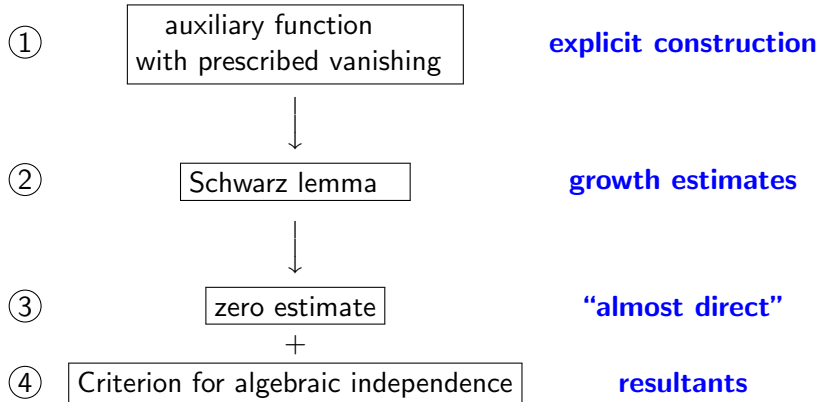 ① auxiliary function explicit construction
with prescribed vanishing
② Schwarz lemma growth estimates
③ zero estimate “almost direct”
+
④ Criterion for algebraic independence resultants